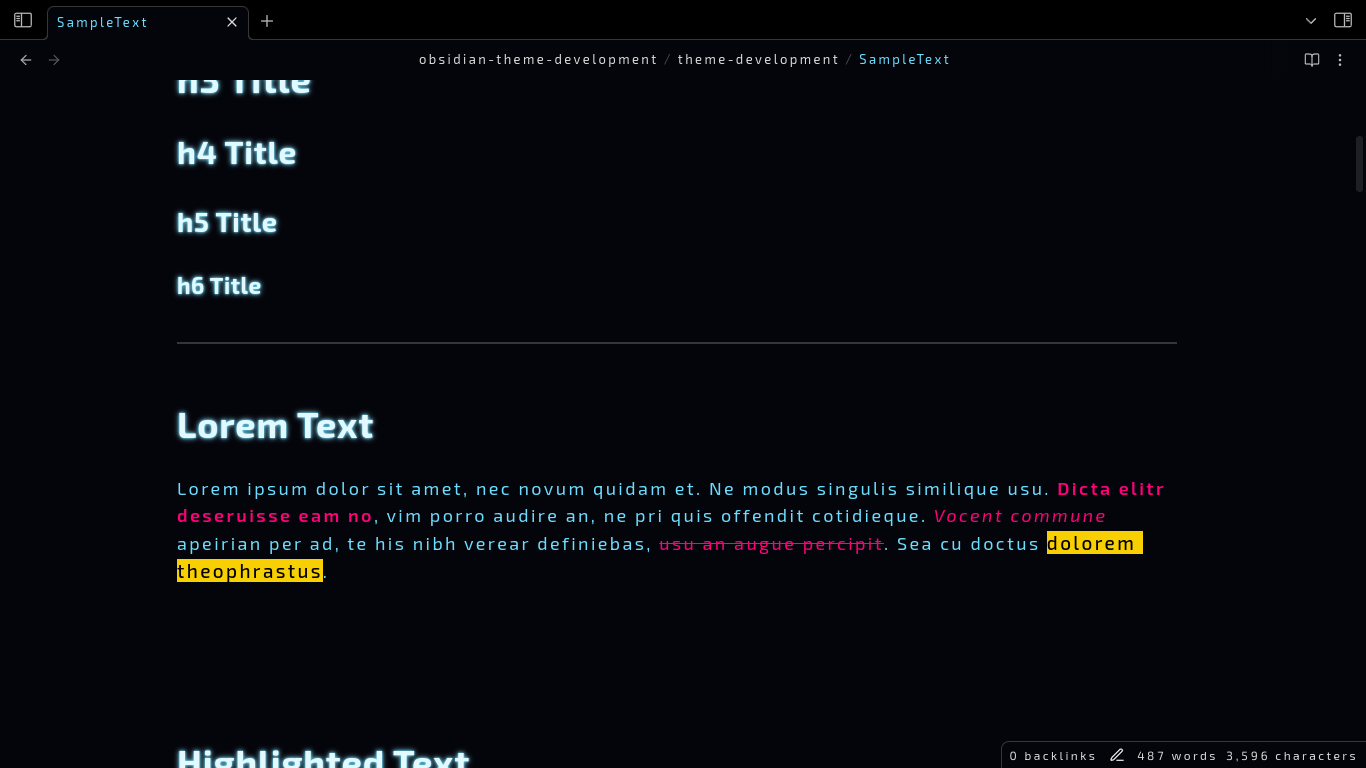 SampleText
obsidian-theme-development / theme-development / SampleText
h3 Title
h4 Title
h5 Title
h6 Title
Lorem Text
Lorem ipsum dolor sit amet, nec novum quidam et. Ne modus singulis similique usu. Dicta elitr
deseruisse eam no, vim porro audire an, ne pri quis offendit cotidieque. Vocent commune
apeirian per ad, te his nibh verear definiebas, usu an augue percipit. Sea cu doctus dolorem
theophrastus.
Highlighted Text
0 backlinks 487 words 3,596 characters